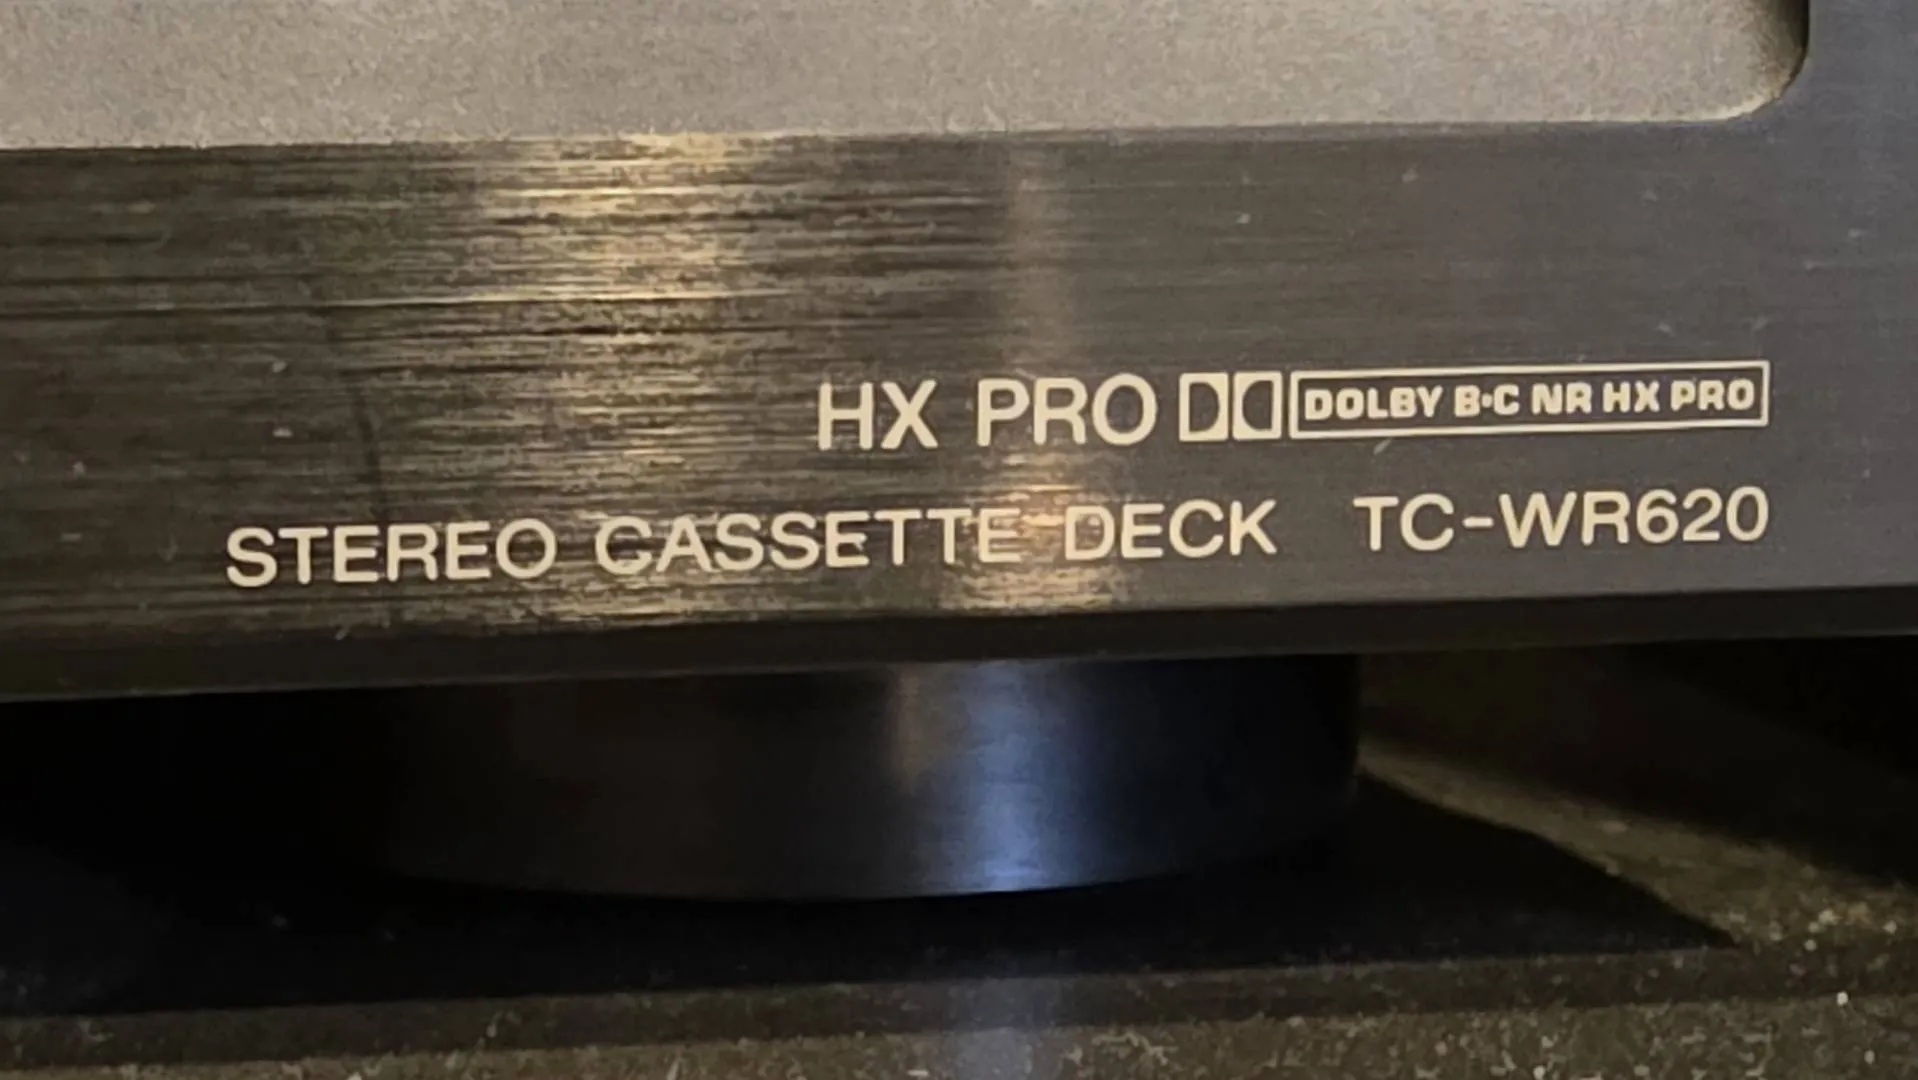 HX PRO DOLBY B·C NR HX PRO
STEREO CASSETTE DECK TC-WR620